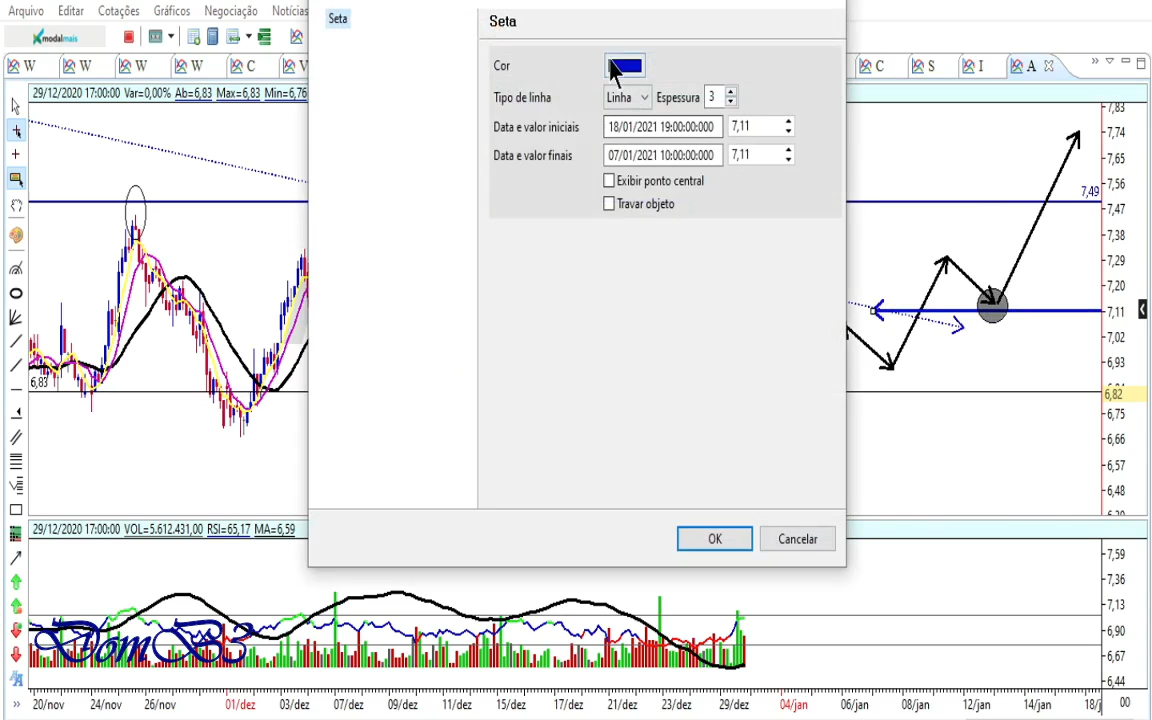 Arquivo Editar Cotações Gráficos Negociação Notícias
modalmais
W W W W C C S I A
29/12/2020 17:00:00 Var=0,00% Ab=6,83 Max=6,83 Min=6,76
Seta
Seta
Cor
Tipo de linha Linha Espessura 3
Data e valor iniciais 18/01/2021 19:00:00:000 7,11
Data e valor finais 07/01/2021 10:00:00:000 7,11
Exibir ponto central
Travar objeto
OK Cancelar
6,83
7,49
7,83
7,74
7,65
7,56
7,47
7,38
7,29
7,20
7,11
7,02
6,93
6,82
6,75
6,66
6,57
6,48
29/12/2020 17:00:00 VOL=5.612.431,00 RSI=65,17 MA=6,59
7,59
7,36
7,13
6,90
6,67
6,44
DomB3
20/nov 24/nov 26/nov 01/dez 03/dez 07/dez 09/dez 11/dez 15/dez 17/dez 21/dez 23/dez 29/dez 04/jan 06/jan 08/jan 12/jan 14/jan 18/j 00